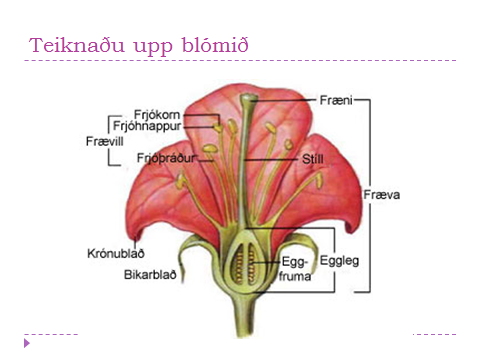 Teiknaðu upp blómið
Frjókorn
Frjóhnappur
Frævill
Frjóþráður
Krónublað
Bikarblað
Fræni
Stíll
Fræva
Egg-
fruma
Eggleg